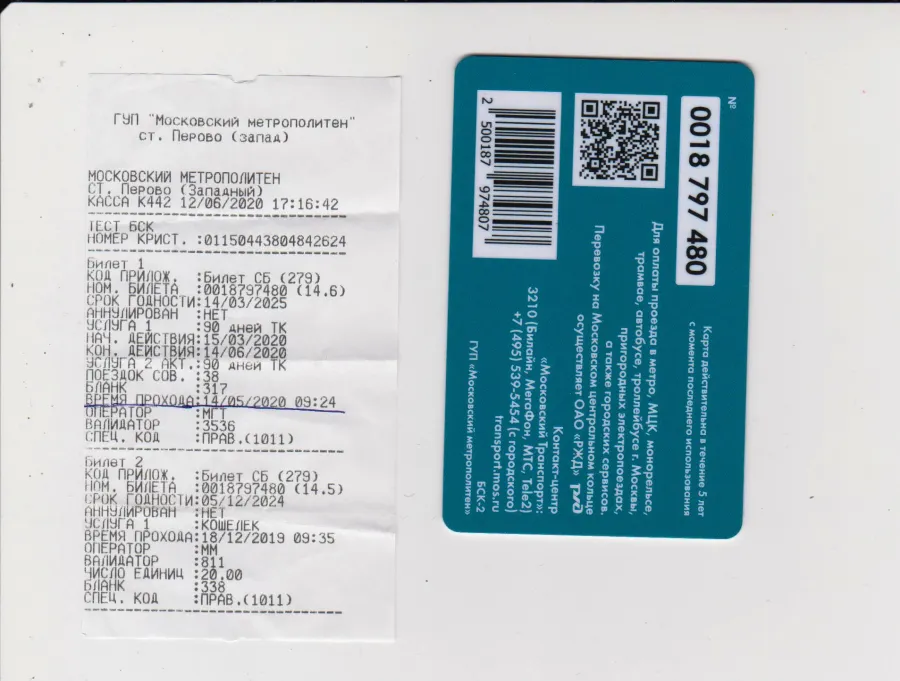 ГУП "Московский метрополитен"
ст. Перово (запад)
МОСКОВСКИЙ МЕТРОПОЛИТЕН
СТ. Перово (Западный)
КАССА К442 12/06/2020 17:16:42
ТЕСТ БСК
НОМЕР КРИСТ. :01150443804842624
Билет 1
КОД ПРИЛОЖ. :Билет СБ (279)
НОМ. БИЛЕТА :0018797480 (14.6)
СРОК ГОДНОСТИ:14/03/2025
АННУЛИРОВАН :НЕТ
УСЛУГА 1 :90 дней ТК
НАЧ. ДЕЙСТВИЯ:15/03/2020
КОН. ДЕЙСТВИЯ:14/06/2020
УСЛУГА 2 АКТ.:90 дней ТК
ПОЕЗДОК СОВ. :38
БЛАНК :317
ВРЕМЯ ПРОХОДА:14/05/2020 09:24
ОПЕРАТОР :МГТ
ВАЛИДАТОР :3536
СПЕЦ. КОД :ПРАВ.(1011)
Билет 2
КОД ПРИЛОЖ. :Билет СБ (279)
НОМ. БИЛЕТА :0018797480 (14.5)
СРОК ГОДНОСТИ:05/12/2024
АННУЛИРОВАН :НЕТ
УСЛУГА 1 :КОШЕЛЕК
ВРЕМЯ ПРОХОДА:18/12/2019 09:35
ОПЕРАТОР :ММ
ВАЛИДАТОР :811
ЧИСЛО ЕДИНИЦ :20.00
БЛАНК :338
СПЕЦ. КОД :ПРАВ.(1011)
№
0018 797 480
Карта действительна в течение 5 лет
с момента последнего использования
Для оплаты проезда в метро, МЦК, монорельсе,
трамвае, автобусе, троллейбусе г. Москвы,
пригородных электропоездах,
а также городских сервисов.
Перевозку на Московском центральном кольце
осуществляет ОАО «РЖД» РЖД
Контакт-центр
«Московский Транспорт»:
3210 (Билайн, МегаФон, МТС, Tele2)
+7 (495) 539-5454 (с городского)
transport.mos.ru
ГУП «Московский метрополитен»
БСК-2
2 500187 974807